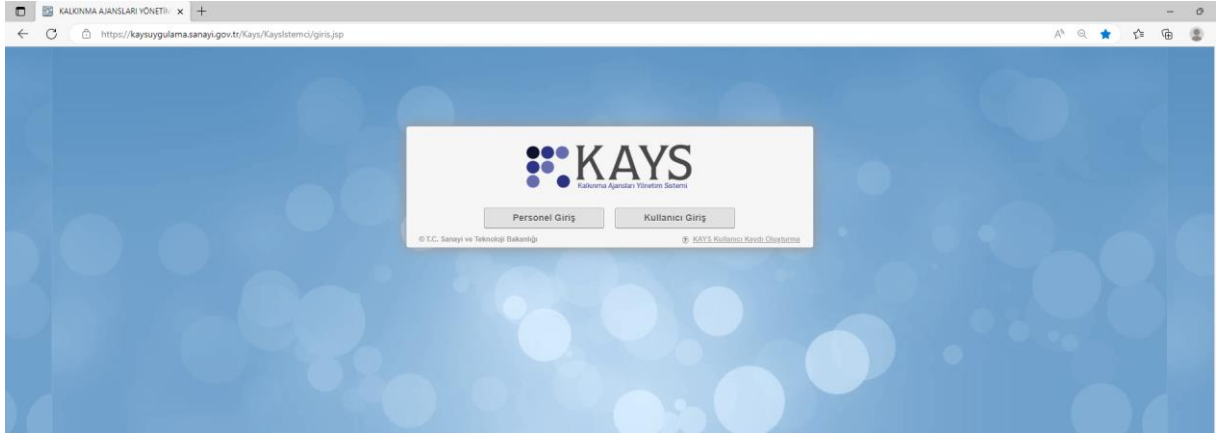 KALKINMA AJANSLARI YÖNETİM
https://kaysuygulama.sanayi.gov.tr/Kays/KaysIstemci/giris.jsp
KAYS
Kalkınma Ajansları Yönetim Sistemi
Personel Giriş Kullanıcı Giriş
© T.C. Sanayi ve Teknoloji Bakanlığı KAYS Kullanıcı Kaydı Oluşturma